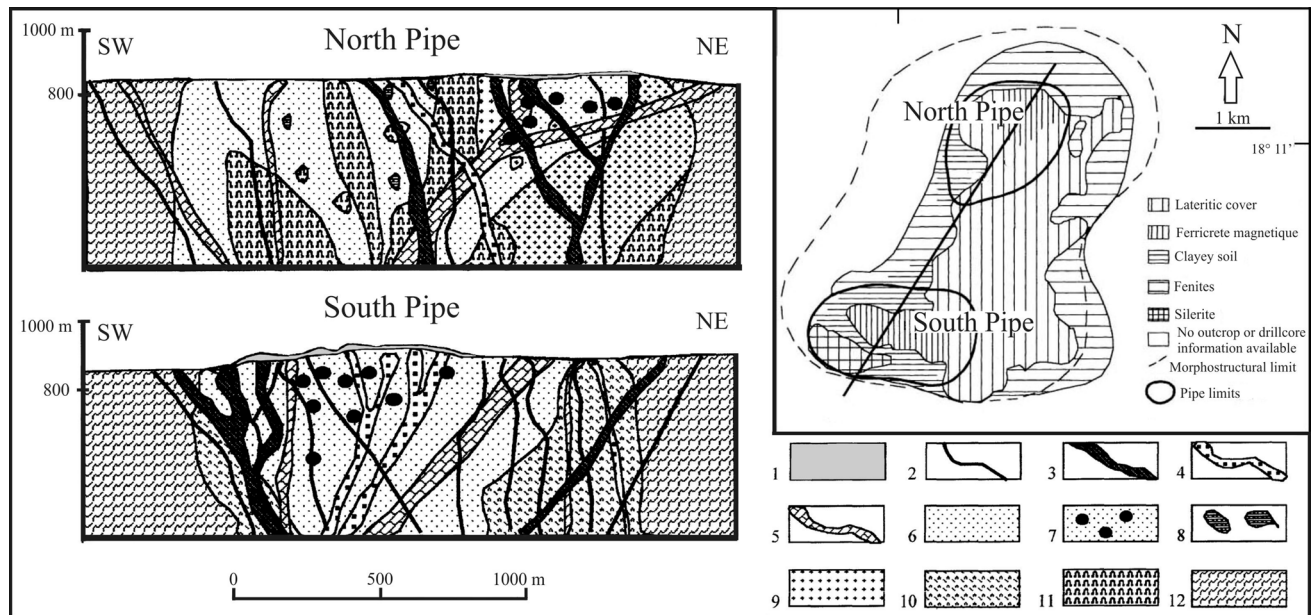 1000 m
SW
North Pipe
NE
800
South Pipe
1000 m
SW
NE
800
0
500
1000 m
N
1 km
18° 11’
North Pipe
South Pipe
Lateritic cover
Ferricrete magnetique
Clayey soil
Fenites
Silerite
No outcrop or drillcore
information available
Morphostructural limit
Pipe limits
1
2
3
4
5
6
7
8
9
10
11
12